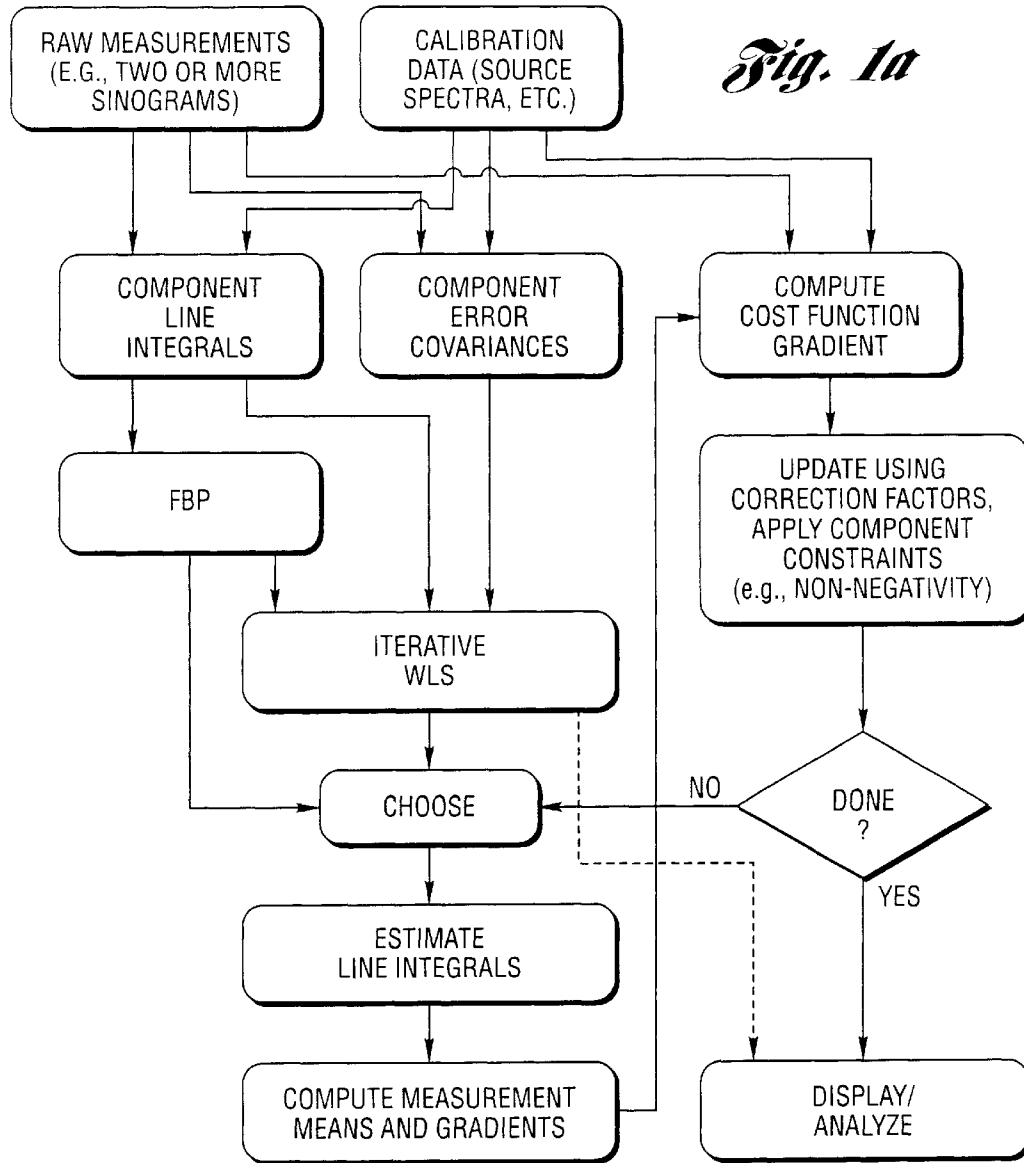 RAW MEASUREMENTS
(E.G., TWO OR MORE
SINOGRAMS)
CALIBRATION
DATA (SOURCE
SPECTRA, ETC.)
Fig. 1a
COMPONENT
LINE
INTEGRALS
COMPONENT
ERROR
COVARIANCES
COMPUTE
COST FUNCTION
GRADIENT
FBP
UPDATE USING
CORRECTION FACTORS,
APPLY COMPONENT
CONSTRAINTS
(e.g., NON-NEGATIVITY)
ITERATIVE
WLS
CHOOSE
NO
DONE
?
YES
ESTIMATE
LINE INTEGRALS
COMPUTE MEASUREMENT
MEANS AND GRADIENTS
DISPLAY/
ANALYZE